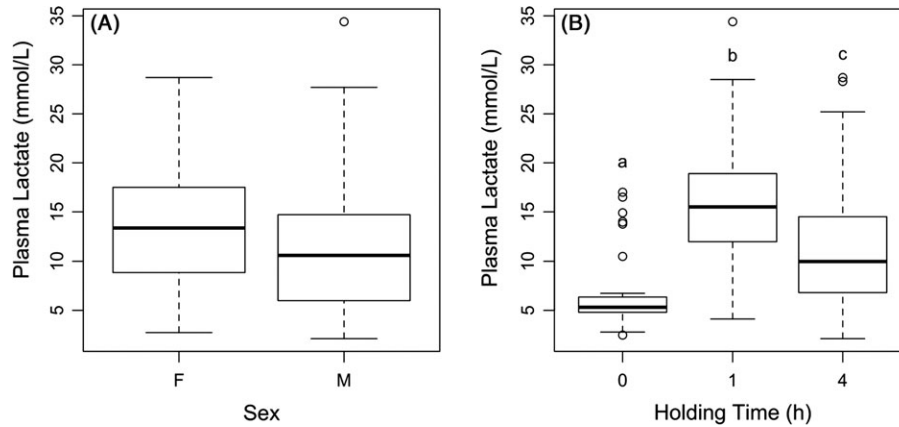 (A)
Plasma Lactate (mmol/L)
35
30
25
20
15
10
5
F M
Sex
(B)
Plasma Lactate (mmol/L)
35
30
25
20
15
10
5
a
b
c
0 1 4
Holding Time (h)